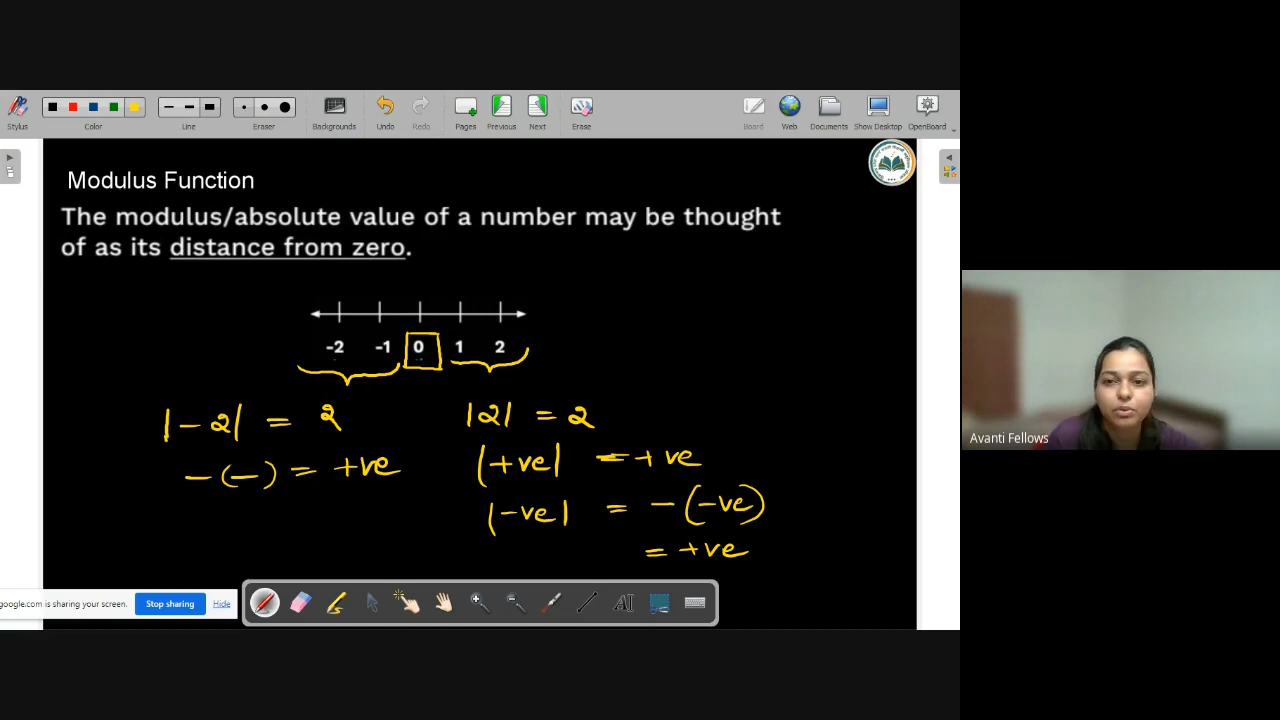 Stylus Color Line Eraser Backgrounds Undo Redo Pages Previous Next Erase Board Web Documents Show Desktop OpenBoard
Modulus Function
The modulus/absolute value of a number may be thought
of as its distance from zero.
-2 -1 0 1 2
|-2| = 2
-(-) = +ve
|2| = 2
|+ve| = +ve
|-ve| = -(-ve)
= +ve
Avanti Fellows
google.com is sharing your screen. Stop sharing Hide